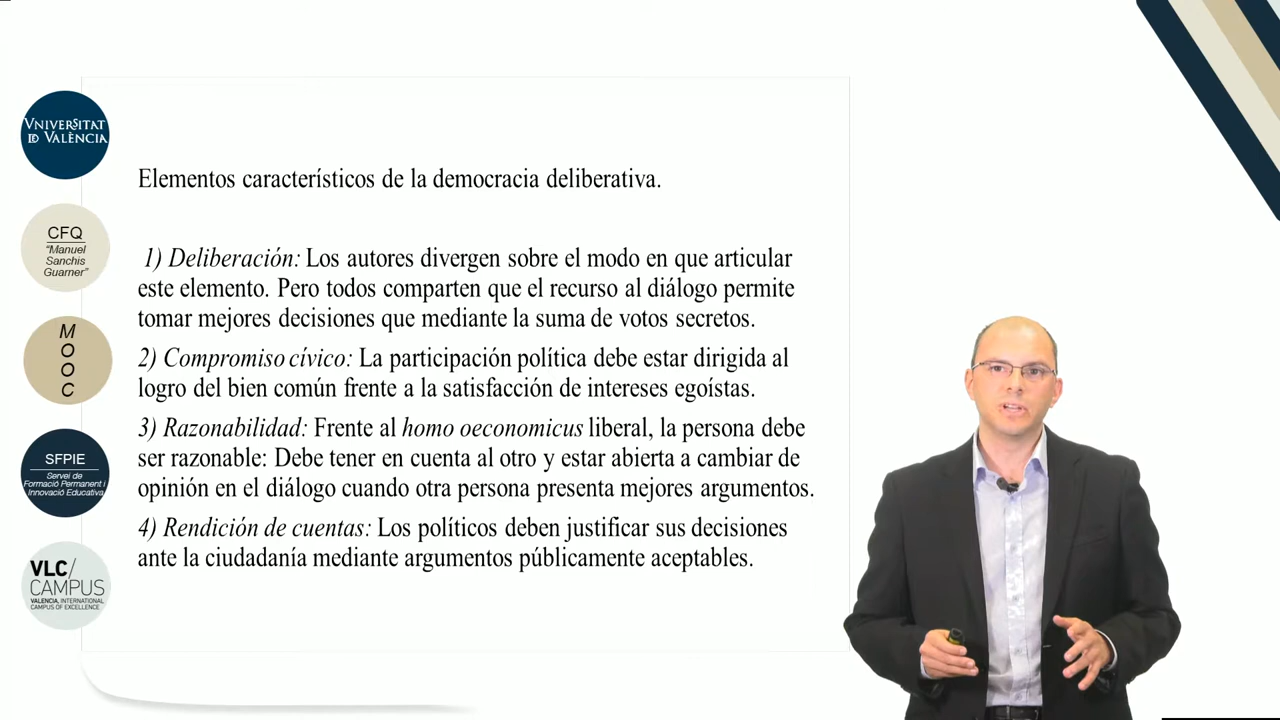 VNIVERSITAT
DE VALÈNCIA
CFQ
“Manuel
Sanchis
Guarner”
M
O
O
C
SFPIE
Servei de
Formació Permanent i
Innovació Educativa
VLC/
CAMPUS
VALENCIA, INTERNATIONAL
CAMPUS OF EXCELLENCE
Elementos característicos de la democracia deliberativa.
1) Deliberación: Los autores divergen sobre el modo en que articular
este elemento. Pero todos comparten que el recurso al diálogo permite
tomar mejores decisiones que mediante la suma de votos secretos.
2) Compromiso cívico: La participación política debe estar dirigida al
logro del bien común frente a la satisfacción de intereses egoístas.
3) Razonabilidad: Frente al homo oeconomicus liberal, la persona debe
ser razonable: Debe tener en cuenta al otro y estar abierta a cambiar de
opinión en el diálogo cuando otra persona presenta mejores argumentos.
4) Rendición de cuentas: Los políticos deben justificar sus decisiones
ante la ciudadanía mediante argumentos públicamente aceptables.